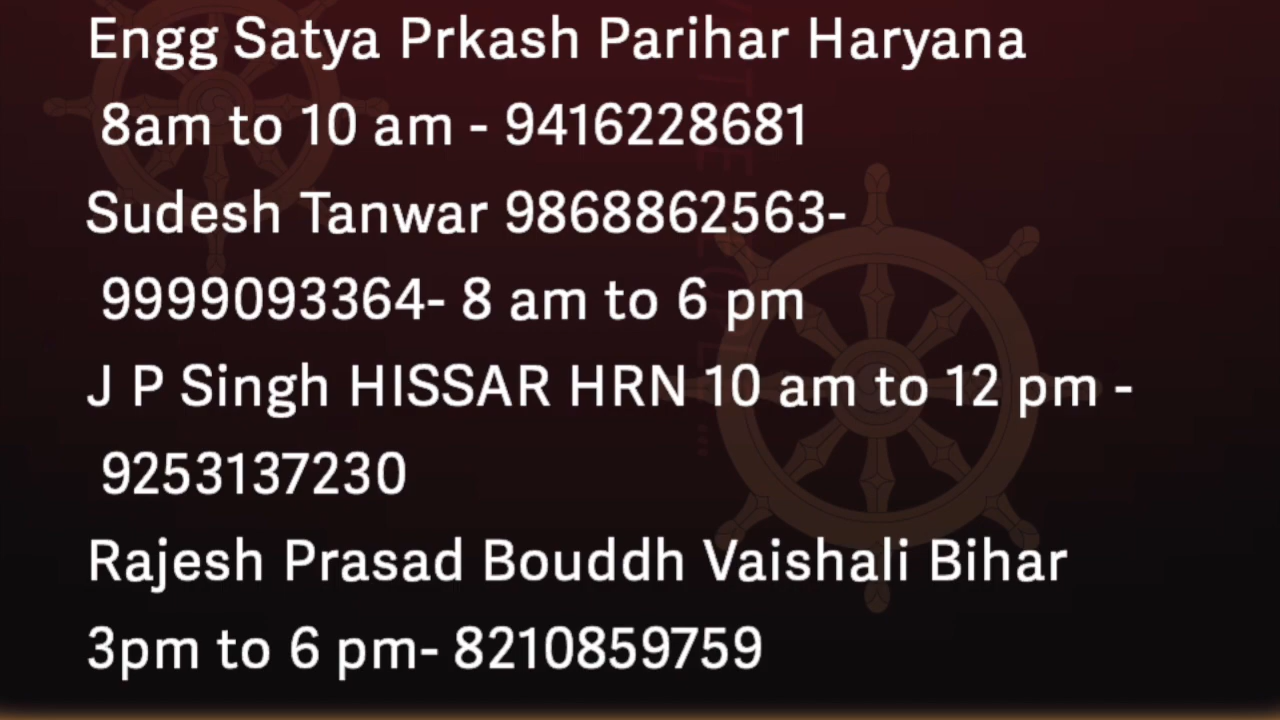 Engg Satya Prkash Parihar Haryana
8am to 10 am - 9416228681
Sudesh Tanwar 9868862563-
9999093364- 8 am to 6 pm
J P Singh HISSAR HRN 10 am to 12 pm -
9253137230
Rajesh Prasad Bouddh Vaishali Bihar
3pm to 6 pm- 8210859759